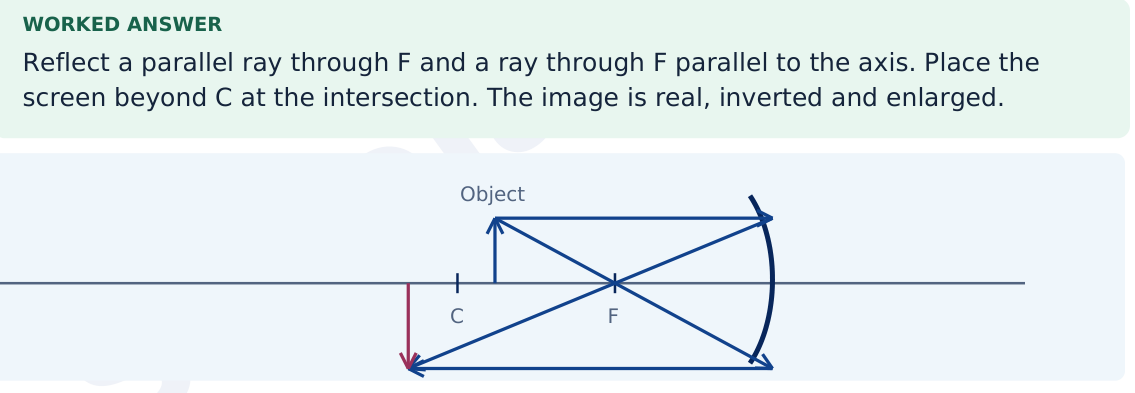 WORKED ANSWER
Reflect a parallel ray through F and a ray through F parallel to the axis. Place the
screen beyond C at the intersection. The image is real, inverted and enlarged.
Object
C
F